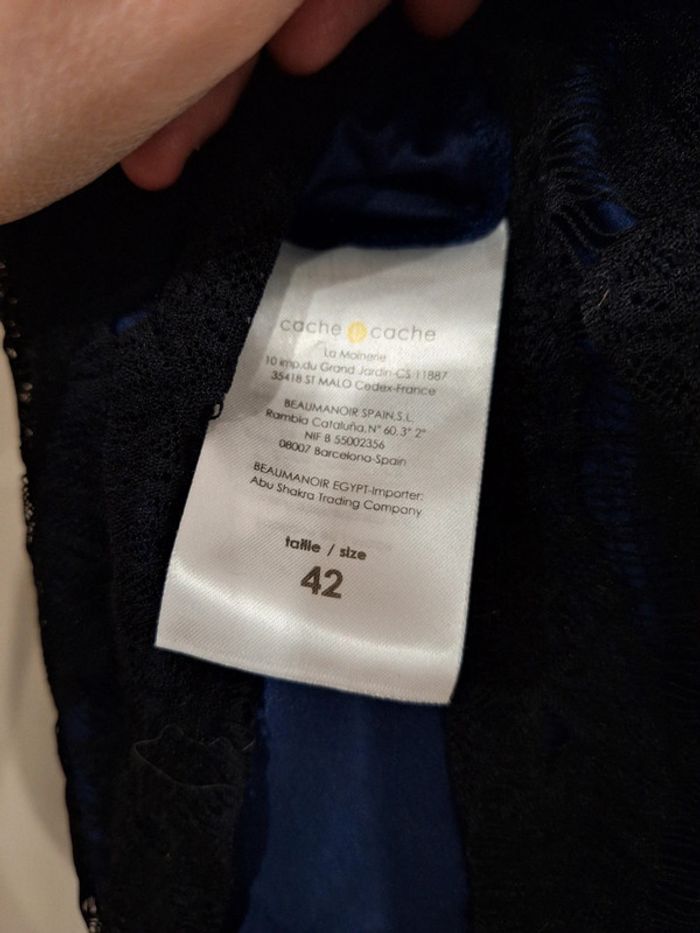 cache cache
La Moinerie
10 imp.du Grand Jardin-CS 11887
35418 ST MALO Cedex-France
BEAUMANOIR SPAIN,S.L.
Rambla Cataluña,N° 60,3° 2ª
NIF B 55002356
08007 Barcelona-Spain
BEAUMANOIR EGYPT-Importer:
Abu Shakra Trading Company
taille / size
42